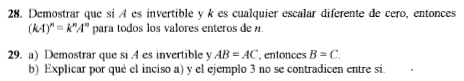 28. Demostrar que si A es invertible y k es cualquier escalar diferente de cero, entonces
(kA)ⁿ = kⁿAⁿ para todos los valores enteros de n.
29. a) Demostrar que si A es invertible y AB = AC, entonces B = C.
b) Explicar por qué el inciso a) y el ejemplo 3 no se contradicen entre sí.